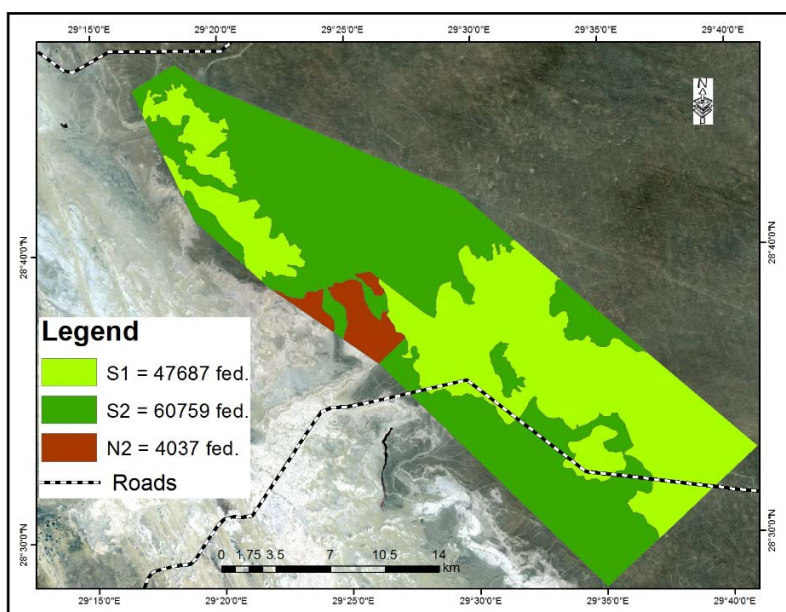 29°15'0"E 29°20'0"E 29°25'0"E 29°30'0"E 29°35'0"E 29°40'0"E
N
28°40'0"N 28°40'0"N
Legend
S1 = 47687 fed.
S2 = 60759 fed.
N2 = 4037 fed.
Roads
28°30'0"N 28°30'0"N
0 1.75 3.5 7 10.5 14
km
29°15'0"E 29°20'0"E 29°25'0"E 29°30'0"E 29°35'0"E 29°40'0"E